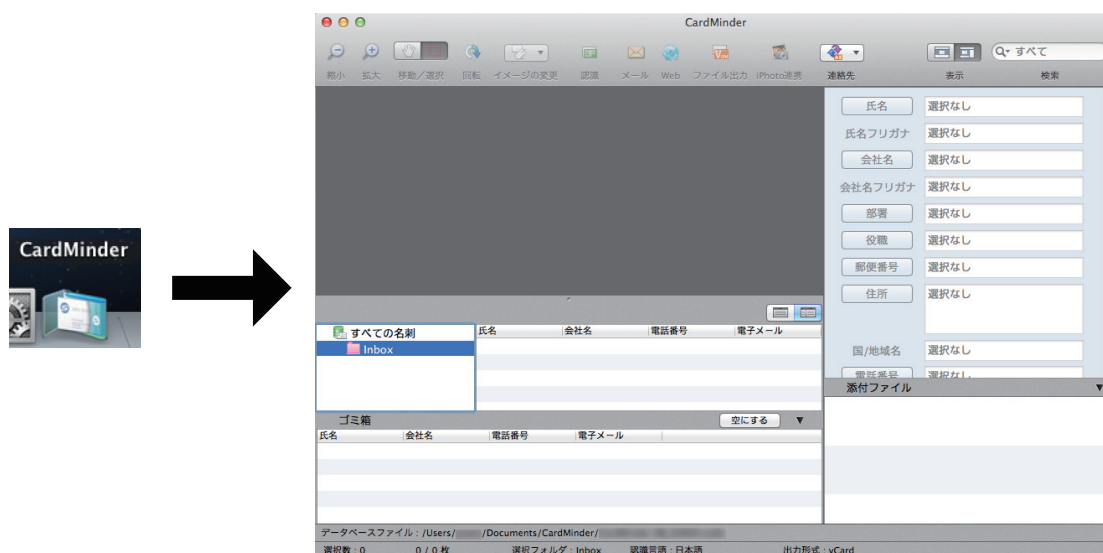 CardMinder
CardMinder
縮小 拡大 移動／選択 回転 イメージの変更 認識 メール Web ファイル出力 iPhoto連携 連絡先 表示 検索
すべて
氏名 選択なし
氏名フリガナ 選択なし
会社名 選択なし
会社名フリガナ 選択なし
部署 選択なし
役職 選択なし
郵便番号 選択なし
住所 選択なし
国/地域名 選択なし
電話番号 選択なし
添付ファイル
すべての名刺
Inbox
氏名 会社名 電話番号 電子メール
ゴミ箱 空にする
氏名 会社名 電話番号 電子メール
データベースファイル：/Users/ /Documents/CardMinder/
選択数：0 0 / 0 枚 選択フォルダ：Inbox 認識言語：日本語 出力形式：vCard